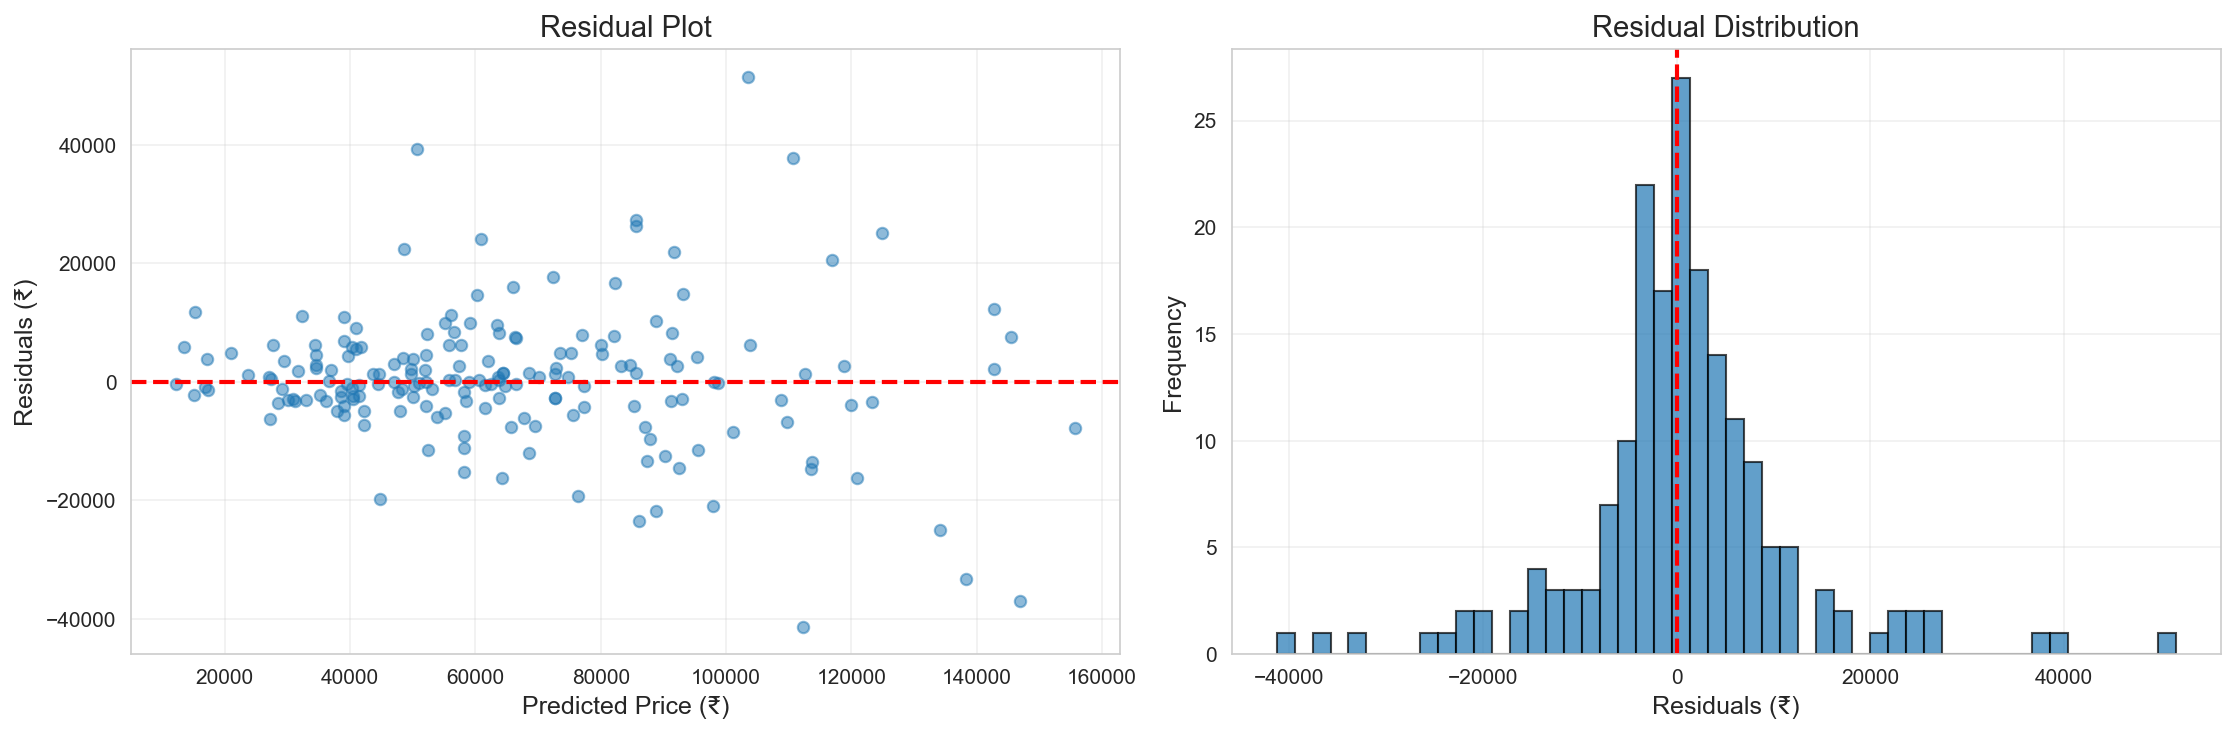 Residual Plot
40000
20000
0
−20000
−40000
Residuals (₹)
20000 40000 60000 80000 100000 120000 140000 160000
Predicted Price (₹)
Residual Distribution
25
20
15
10
5
0
Frequency
−40000 −20000 0 20000 40000
Residuals (₹)